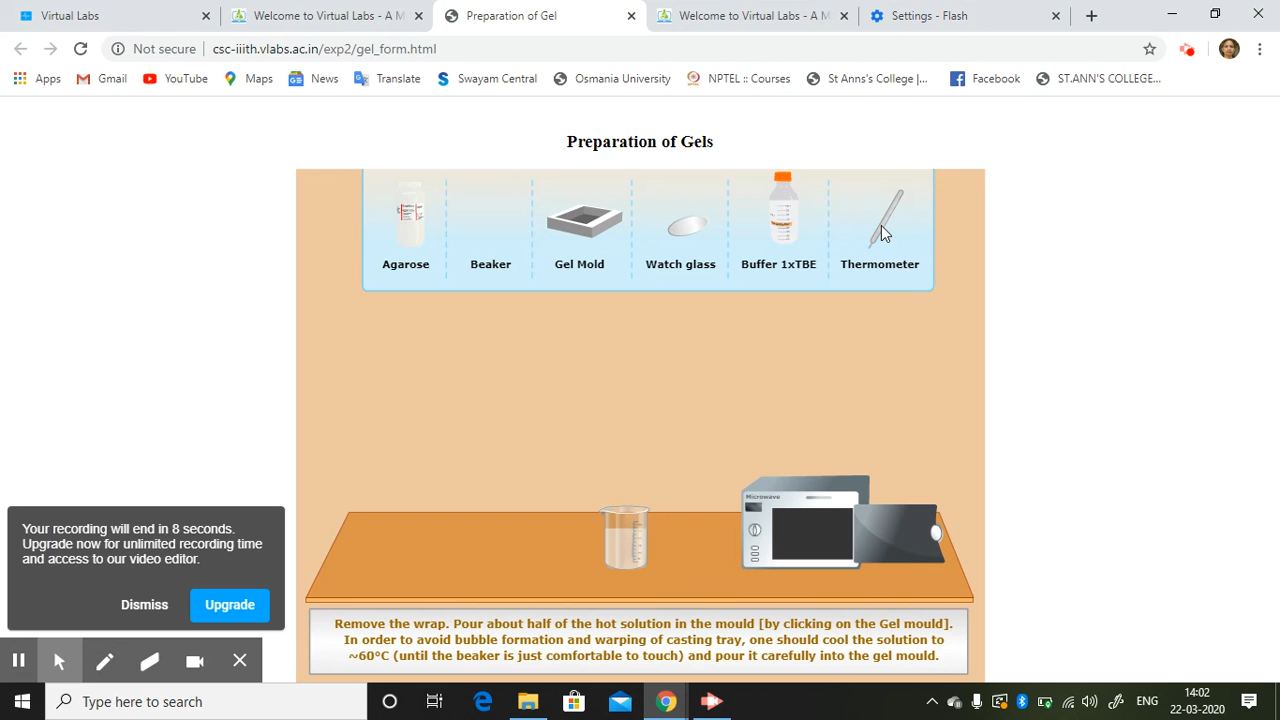 Virtual Labs
Welcome to Virtual Labs - A M
Preparation of Gel
Welcome to Virtual Labs - A M
Settings - Flash
Not secure
csc-iiith.vlabs.ac.in/exp2/gel_form.html
Apps
Gmail
YouTube
Maps
News
Translate
Swayam Central
Osmania University
NPTEL :: Courses
St Anns's College |...
Facebook
ST.ANN'S COLLEGE...
Preparation of Gels
Agarose
Beaker
Gel Mold
Watch glass
Buffer 1xTBE
Thermometer
Microwave
Your recording will end in 8 seconds.
Upgrade now for unlimited recording time
and access to our video editor.
Dismiss
Upgrade
Remove the wrap. Pour about half of the hot solution in the mould [by clicking on the Gel mould].
In order to avoid bubble formation and warping of casting tray, one should cool the solution to
~60°C (until the beaker is just comfortable to touch) and pour it carefully into the gel mould.
Type here to search
ENG
14:02
22-03-2020